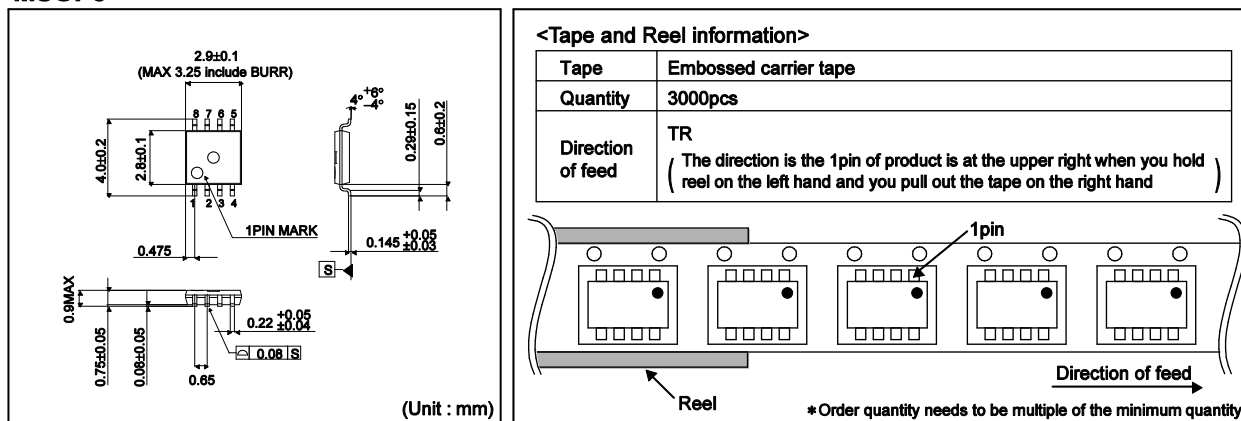 2.9±0.1
(MAX 3.25 include BURR)
8 7 6 5
4.0±0.2
2.8±0.1
1 2 3 4
1PIN MARK
0.475
4° +6° −4°
0.29±0.15
0.6±0.2
0.145 +0.05 ±0.03
S
0.9MAX
0.75±0.05
0.08±0.05
0.22 +0.05 ±0.04
0.08 S
0.65
(Unit : mm)
<Tape and Reel information>
Tape Embossed carrier tape
Quantity 3000pcs
Direction of feed
TR
The direction is the 1pin of product is at the upper right when you hold
reel on the left hand and you pull out the tape on the right hand
1pin
Direction of feed
Reel
*Order quantity needs to be multiple of the minimum quantity